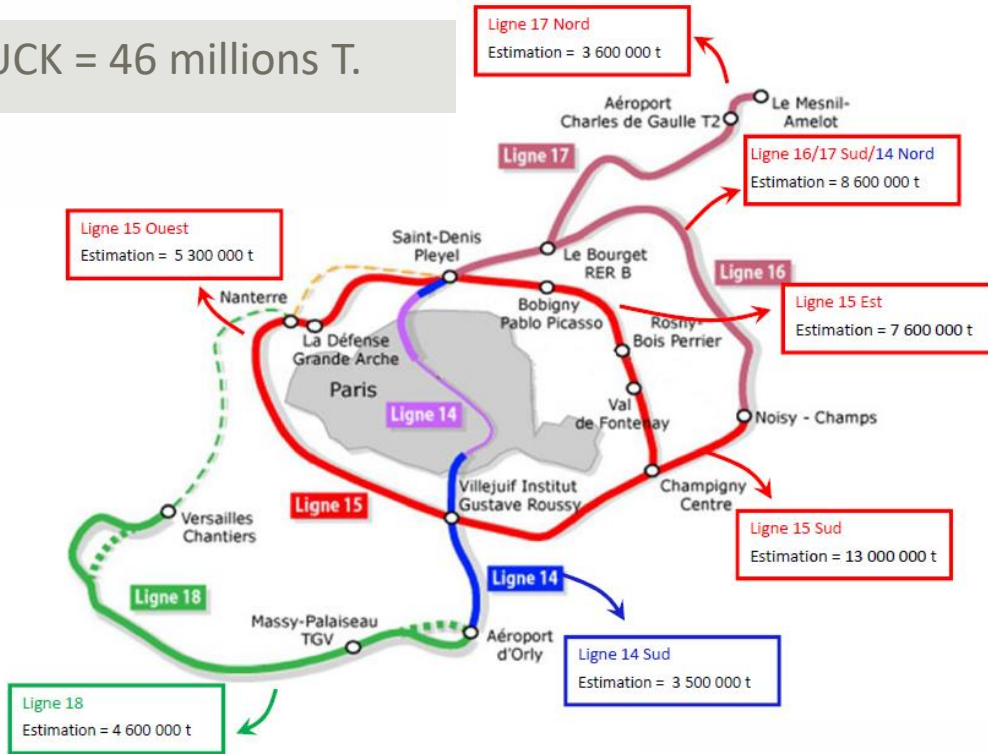 UCK = 46 millions T.
Ligne 17 Nord
Estimation = 3 600 000 t
Aéroport
Charles de Gaulle T2
Le Mesnil-
Amelot
Ligne 17
Ligne 16/17 Sud/14 Nord
Estimation = 8 600 000 t
Ligne 15 Ouest
Estimation = 5 300 000 t
Saint-Denis
Pleyel
Le Bourget
RER B
Ligne 16
Nanterre
La Défense
Grande Arche
Bobigny
Pablo Picasso
Rosny-
Bois Perrier
Ligne 15 Est
Estimation = 7 600 000 t
Paris
Ligne 14
Val
de Fontenay
Noisy - Champs
Villejuif Institut
Gustave Roussy
Champigny
Centre
Ligne 15
Versailles
Chantiers
Ligne 15 Sud
Estimation = 13 000 000 t
Ligne 18
Ligne 14
Massy-Palaiseau
TGV
Aéroport
d'Orly
Ligne 14 Sud
Estimation = 3 500 000 t
Ligne 18
Estimation = 4 600 000 t